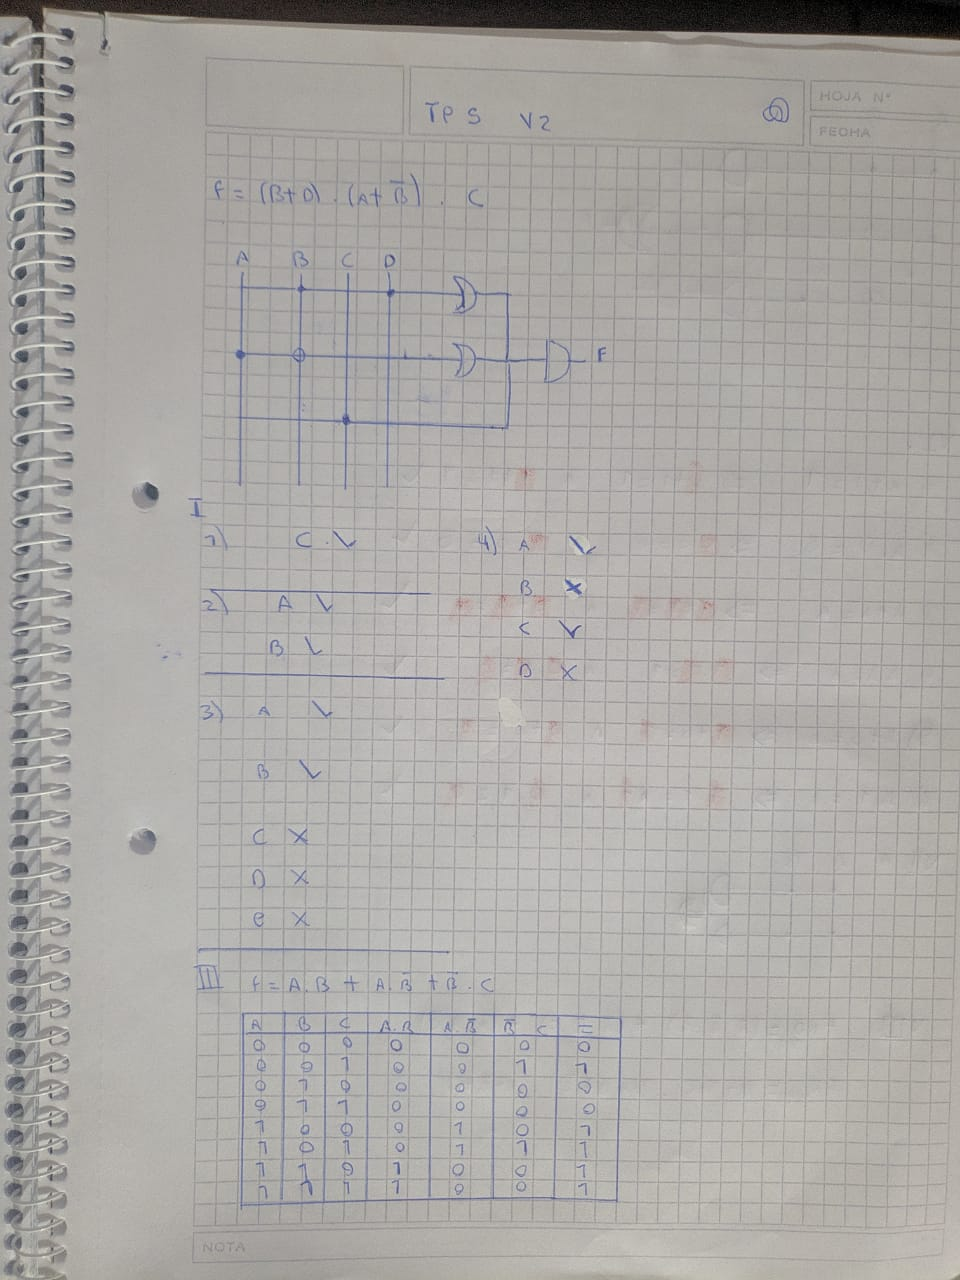 HOJA N°
TP S V2
FECHA
f = (B+D) . (A+B̅) . C
A B C D
F
I
1) C. ✓
2) A ✓
B ✓
3) A ✓
B ✓
C X
D X
e X
4) A ✓
B X
C ✓
D X
III f = A.B + A.B̅ + B̅.C
A B C A.B A.B̅ B̅ C =
0 0 0 0 0 0 0
0 0 1 0 0 1 1
0 1 0 0 0 0 0
0 1 1 0 0 0 0
1 0 0 0 1 0 1
1 0 1 0 1 1 1
1 1 0 1 0 0 1
1 1 1 1 0 0 1
NOTA